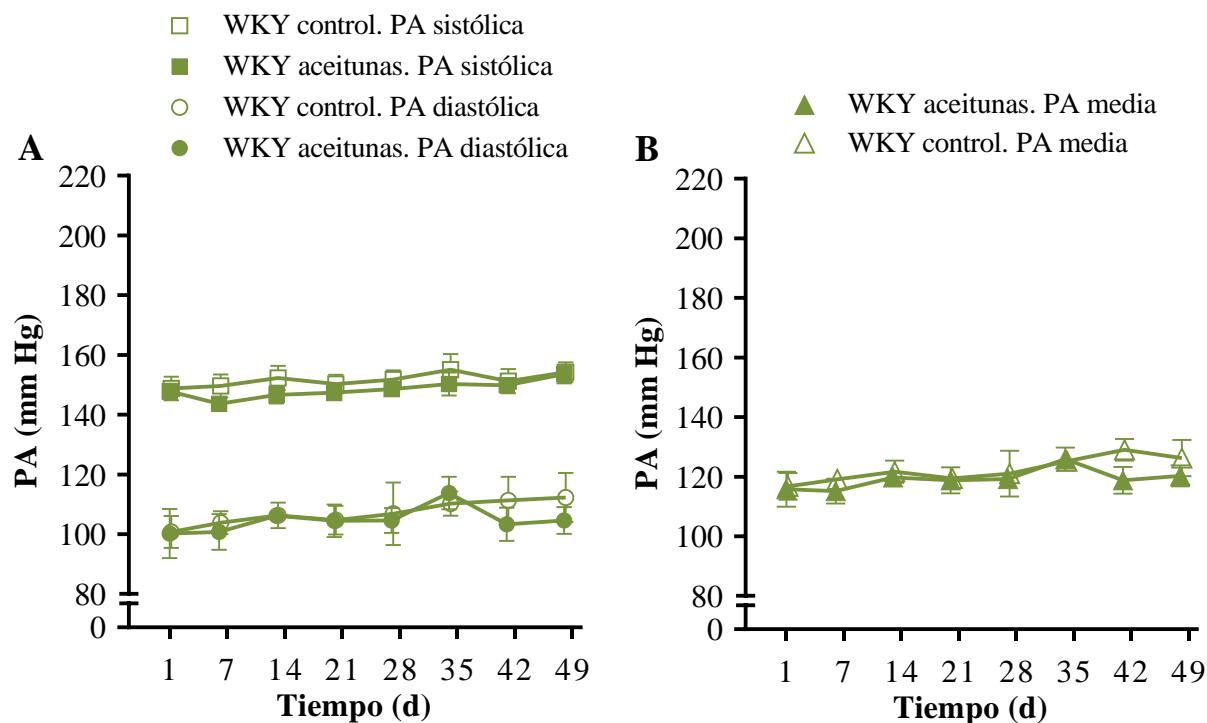 WKY control. PA sistólica
WKY aceitunas. PA sistólica
WKY control. PA diastólica
WKY aceitunas. PA diastólica
A
220
200
180
160
140
120
100
80
0
PA (mm Hg)
1 7 14 21 28 35 42 49
Tiempo (d)
WKY aceitunas. PA media
WKY control. PA media
B
220
200
180
160
140
120
100
80
0
PA (mm Hg)
1 7 14 21 28 35 42 49
Tiempo (d)